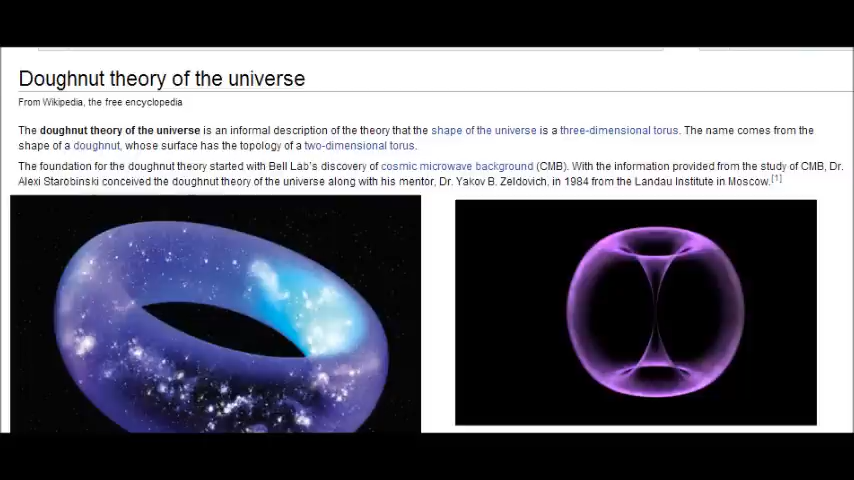 Doughnut theory of the universe
From Wikipedia, the free encyclopedia
The doughnut theory of the universe is an informal description of the theory that the shape of the universe is a three-dimensional torus. The name comes from the
shape of a doughnut, whose surface has the topology of a two-dimensional torus.
The foundation for the doughnut theory started with Bell Lab's discovery of cosmic microwave background (CMB). With the information provided from the study of CMB, Dr.
Alexi Starobinski conceived the doughnut theory of the universe along with his mentor, Dr. Yakov B. Zeldovich, in 1984 from the Landau Institute in Moscow.[1]